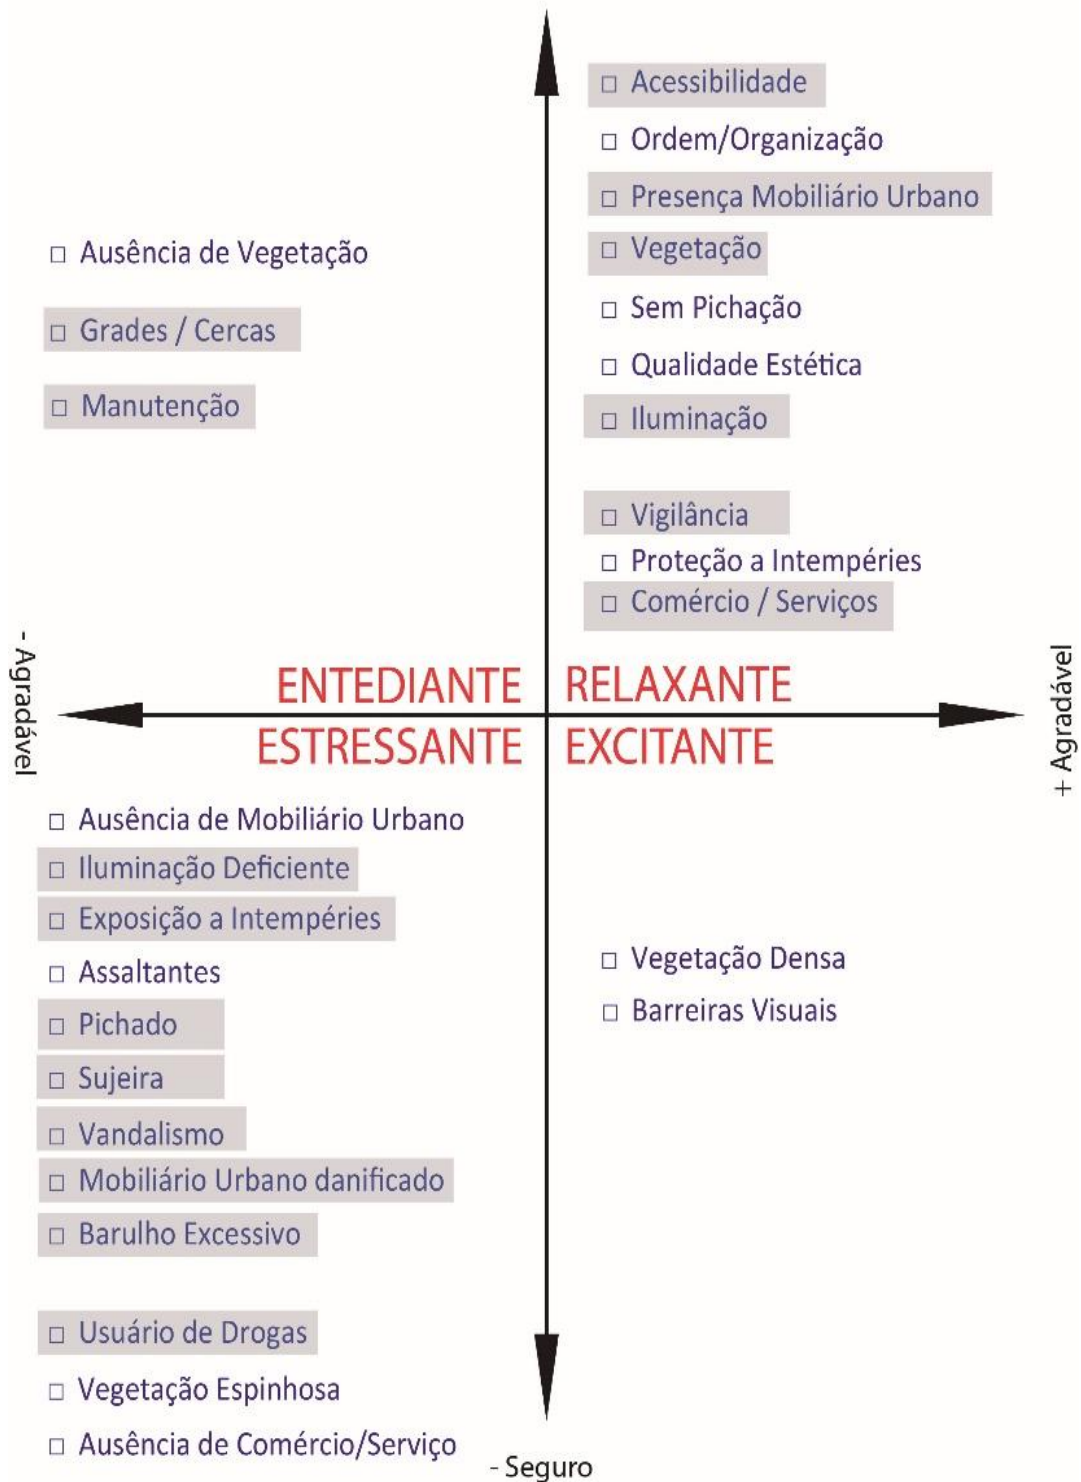 □ Acessibilidade
□ Ordem/Organização
□ Presença Mobiliário Urbano
□ Vegetação
□ Sem Pichação
□ Qualidade Estética
□ Iluminação
□ Vigilância
□ Proteção a Intempéries
□ Comércio / Serviços
□ Ausência de Vegetação
□ Grades / Cercas
□ Manutenção
- Agradável
ENTEDIANTE
RELAXANTE
ESTRESSANTE
EXCITANTE
+ Agradável
□ Ausência de Mobiliário Urbano
□ Iluminação Deficiente
□ Exposição a Intempéries
□ Assaltantes
□ Pichado
□ Sujeira
□ Vandalismo
□ Mobiliário Urbano danificado
□ Barulho Excessivo
□ Usuário de Drogas
□ Vegetação Espinhosa
□ Ausência de Comércio/Serviço
□ Vegetação Densa
□ Barreiras Visuais
- Seguro